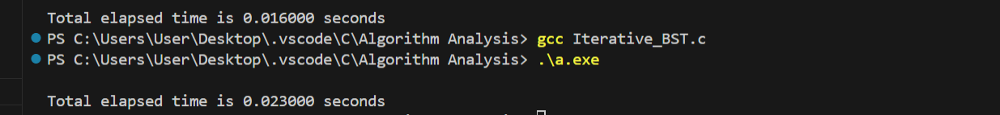 Total elapsed time is 0.016000 seconds
PS C:\Users\User\Desktop\.vscode\C\Algorithm Analysis> gcc Iterative_BST.c
PS C:\Users\User\Desktop\.vscode\C\Algorithm Analysis> .\a.exe
Total elapsed time is 0.023000 seconds